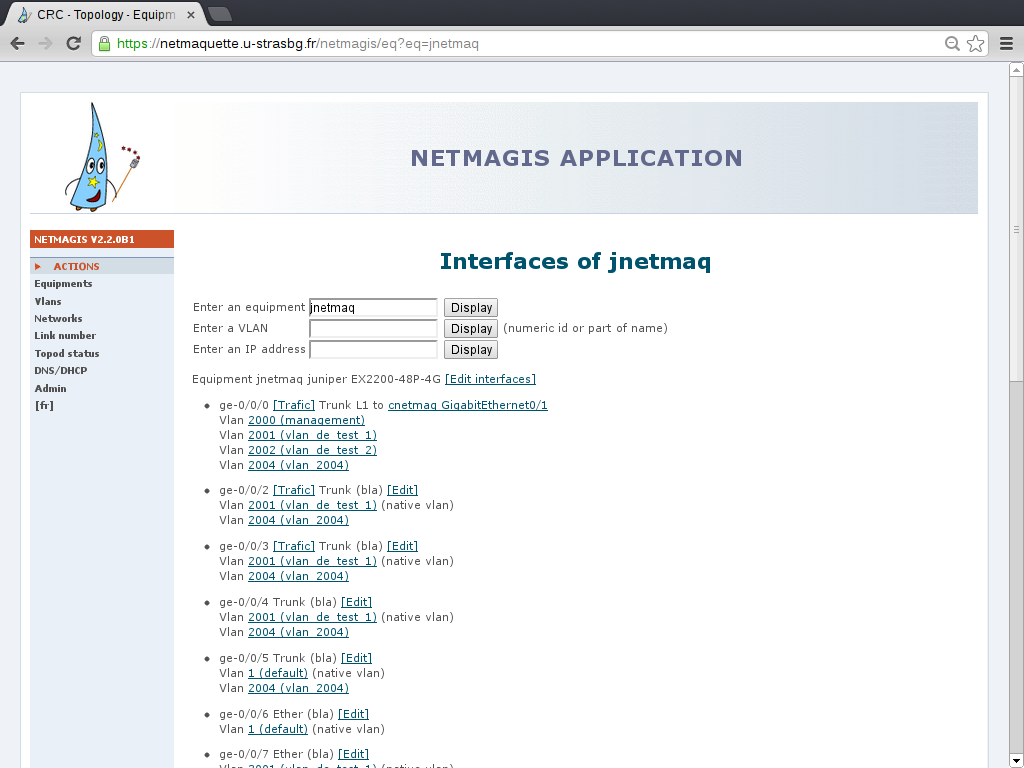 CRC - Topology - Equipm
https://netmaquette.u-strasbg.fr/netmagis/eq?eq=jnetmaq
NETMAGIS APPLICATION
NETMAGIS V2.2.0B1
ACTIONS
Equipments
Vlans
Networks
Link number
Topod status
DNS/DHCP
Admin
[fr]
Interfaces of jnetmaq
Enter an equipment jnetmaq Display
Enter a VLAN Display (numeric id or part of name)
Enter an IP address Display
Equipment jnetmaq juniper EX2200-48P-4G [Edit interfaces]
ge-0/0/0 [Trafic] Trunk L1 to cnetmaq GigabitEthernet0/1
Vlan 2000 (management)
Vlan 2001 (vlan_de_test_1)
Vlan 2002 (vlan_de_test_2)
Vlan 2004 (vlan_2004)
ge-0/0/2 [Trafic] Trunk (bla) [Edit]
Vlan 2001 (vlan_de_test_1) (native vlan)
Vlan 2004 (vlan_2004)
ge-0/0/3 [Trafic] Trunk (bla) [Edit]
Vlan 2001 (vlan_de_test_1) (native vlan)
Vlan 2004 (vlan_2004)
ge-0/0/4 Trunk (bla) [Edit]
Vlan 2001 (vlan_de_test_1) (native vlan)
Vlan 2004 (vlan_2004)
ge-0/0/5 Trunk (bla) [Edit]
Vlan 1 (default) (native vlan)
Vlan 2004 (vlan_2004)
ge-0/0/6 Ether (bla) [Edit]
Vlan 1 (default) (native vlan)
ge-0/0/7 Ether (bla) [Edit]
Vlan 2001 (vlan_de_test_1) (native vlan)